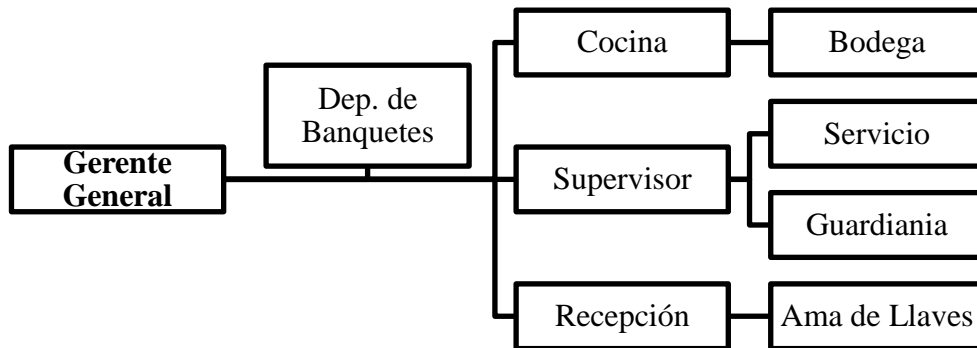 Cocina
Bodega
Dep. de
Banquetes
Servicio
Gerente
General
Supervisor
Guardiania
Recepción
Ama de Llaves